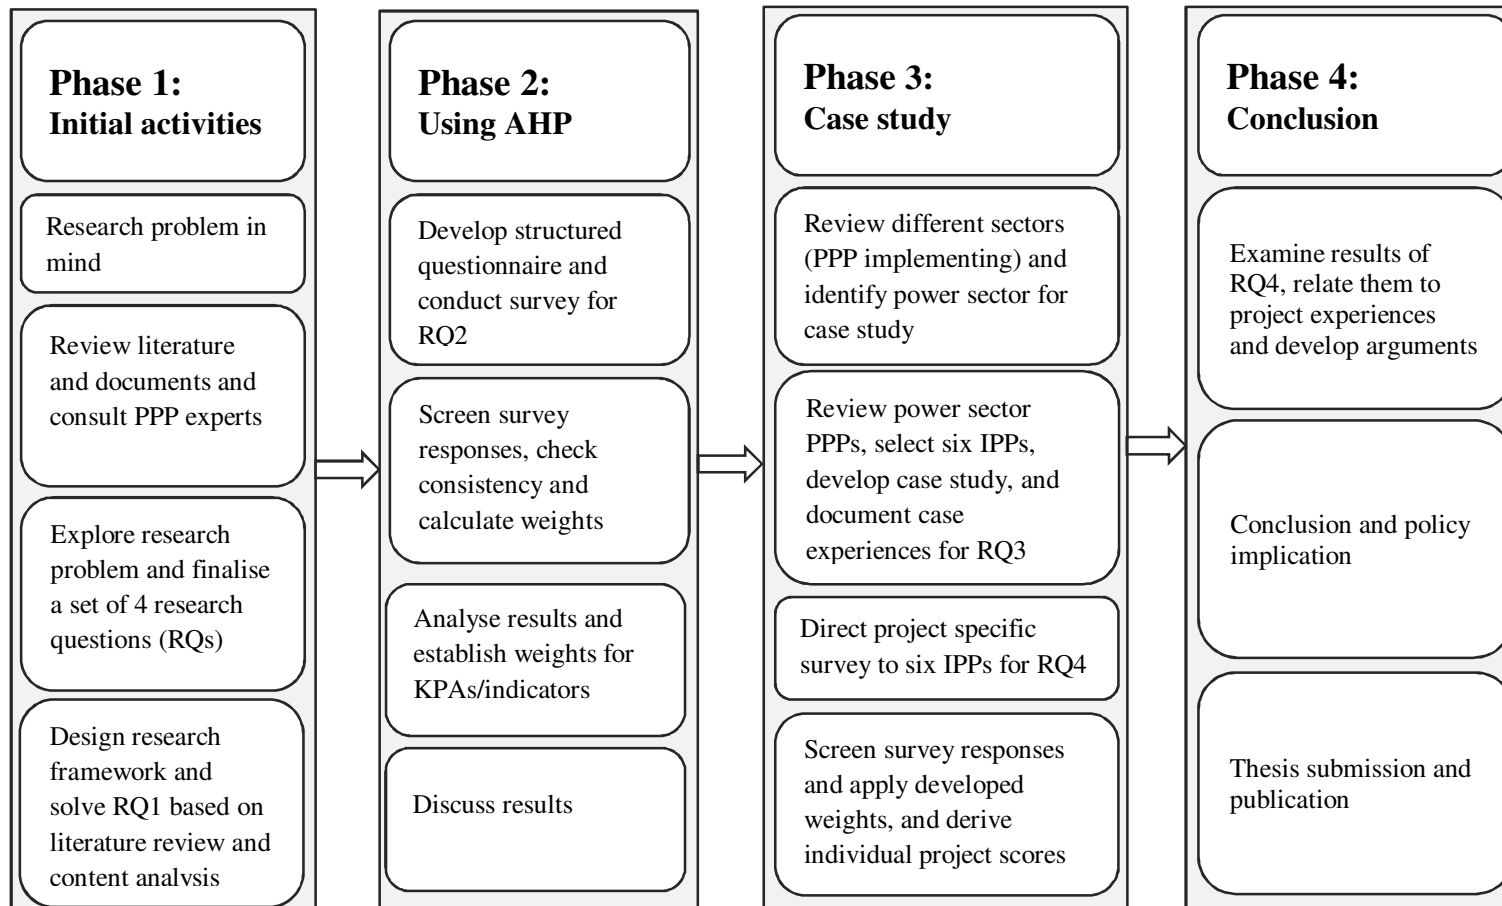 Phase 1:
Initial activities
Research problem in
mind
Review literature
and documents and
consult PPP experts
Explore research
problem and finalise
a set of 4 research
questions (RQs)
Design research
framework and
solve RQ1 based on
literature review and
content analysis
Phase 2:
Using AHP
Develop structured
questionnaire and
conduct survey for
RQ2
Screen survey
responses, check
consistency and
calculate weights
Analyse results and
establish weights for
KPAs/indicators
Discuss results
Phase 3:
Case study
Review different sectors
(PPP implementing) and
identify power sector for
case study
Review power sector
PPPs, select six IPPs,
develop case study, and
document case
experiences for RQ3
Direct project specific
survey to six IPPs for RQ4
Screen survey responses
and apply developed
weights, and derive
individual project scores
Phase 4:
Conclusion
Examine results of
RQ4, relate them to
project experiences
and develop arguments
Conclusion and policy
implication
Thesis submission and
publication